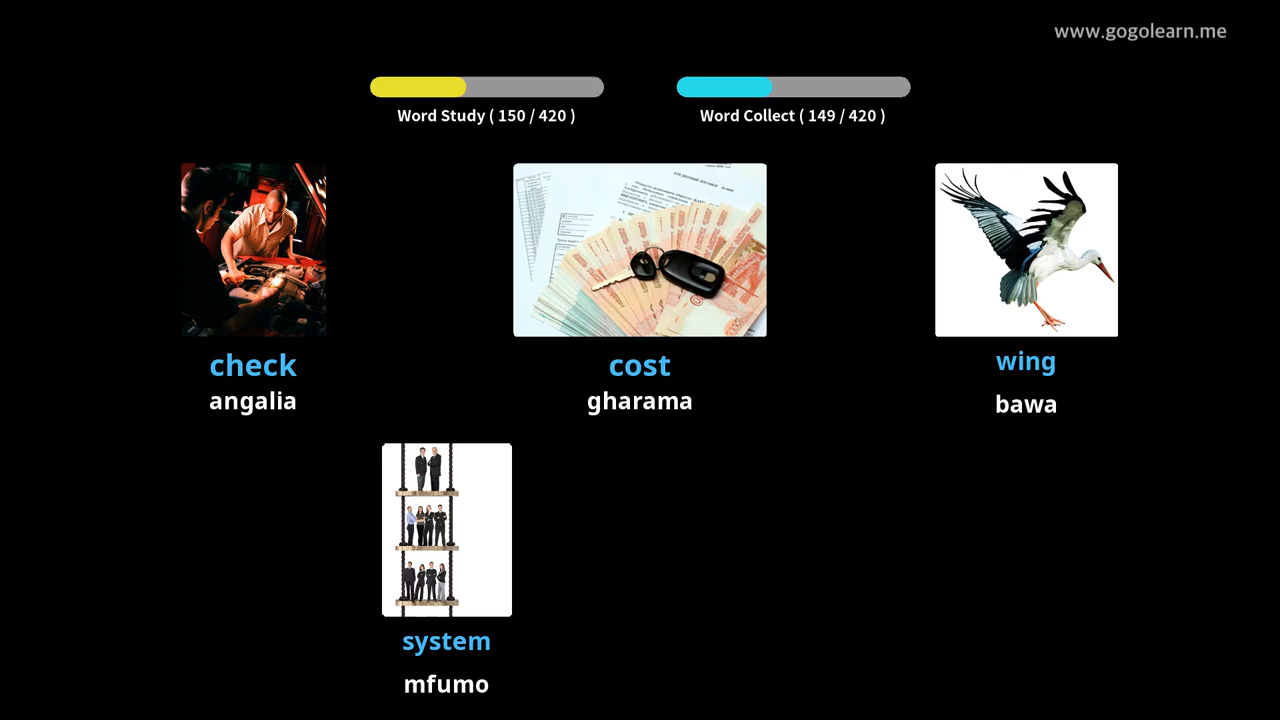 www.gogolearn.me
Word Study ( 150 / 420 )
Word Collect ( 149 / 420 )
check
angalia
cost
gharama
wing
bawa
system
mfumo